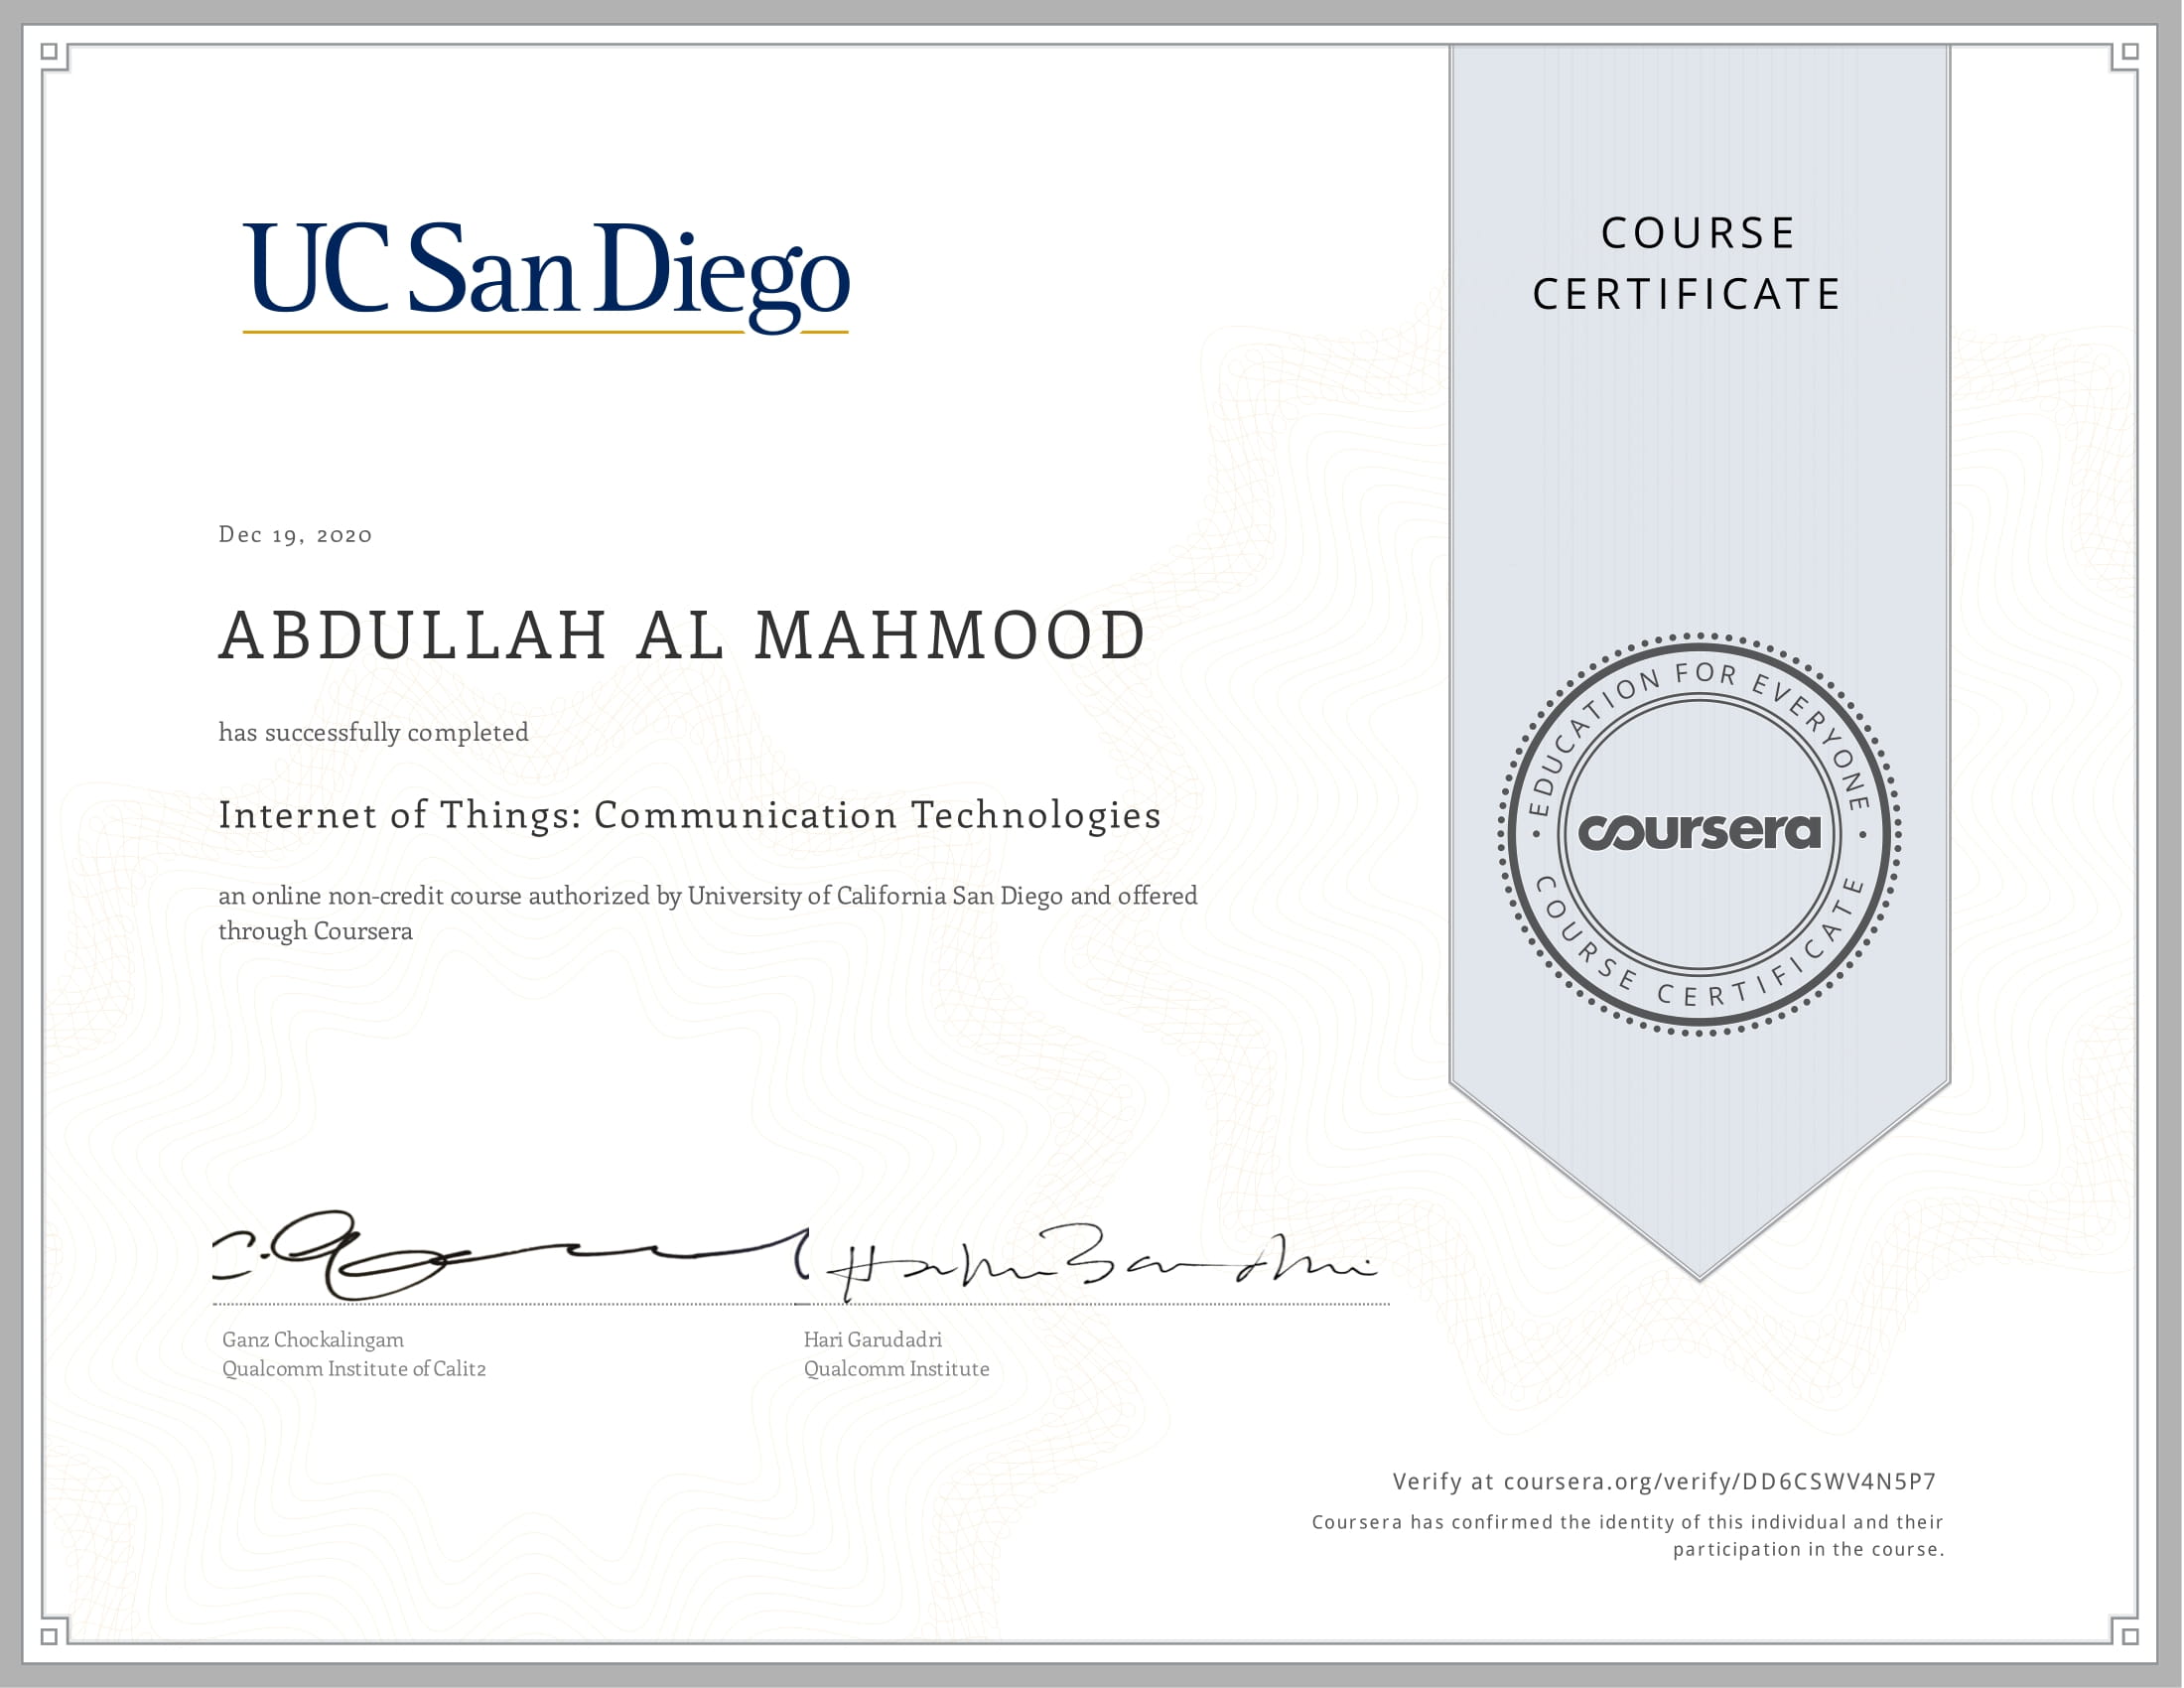 UC San Diego
COURSE
CERTIFICATE
Dec 19, 2020
ABDULLAH AL MAHMOOD
has successfully completed
Internet of Things: Communication Technologies
an online non-credit course authorized by University of California San Diego and offered
through Coursera
EDUCATION FOR EVERYONE
coursera
COURSE CERTIFICATE
Ganz Chockalingam
Qualcomm Institute of Calit2
Hari Garudadri
Qualcomm Institute
Verify at coursera.org/verify/DD6CSWV4N5P7
Coursera has confirmed the identity of this individual and their
participation in the course.